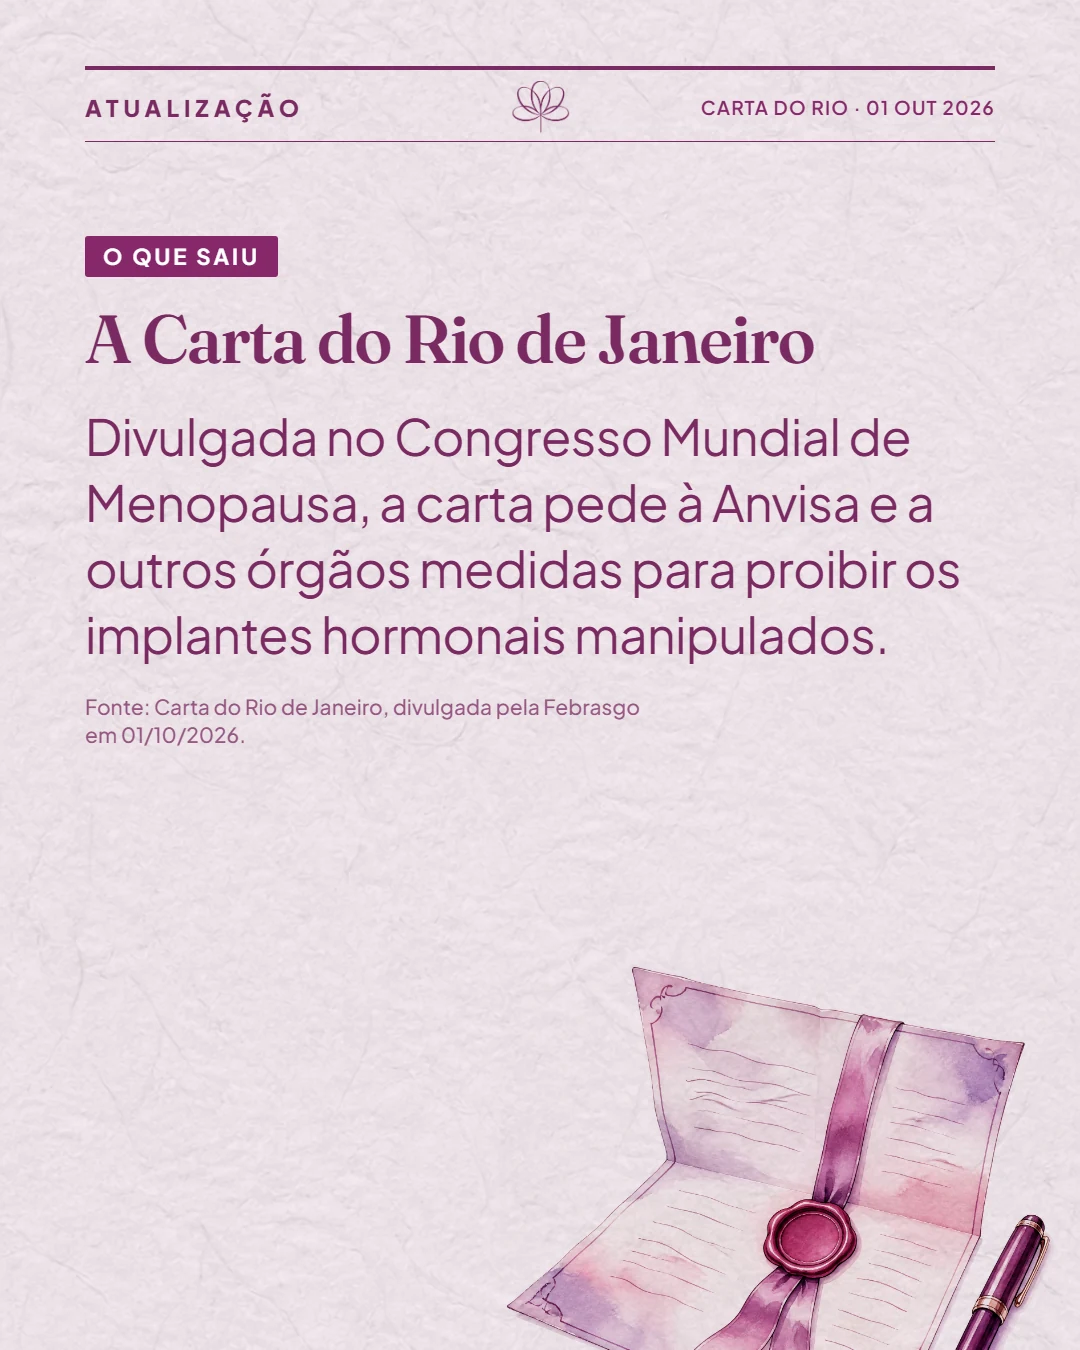 ATUALIZAÇÃO
CARTA DO RIO · 01 OUT 2026
O QUE SAIU
A Carta do Rio de Janeiro
Divulgada no Congresso Mundial de
Menopausa, a carta pede à Anvisa e a
outros órgãos medidas para proibir os
implantes hormonais manipulados.
Fonte: Carta do Rio de Janeiro, divulgada pela Febrasgo
em 01/10/2026.